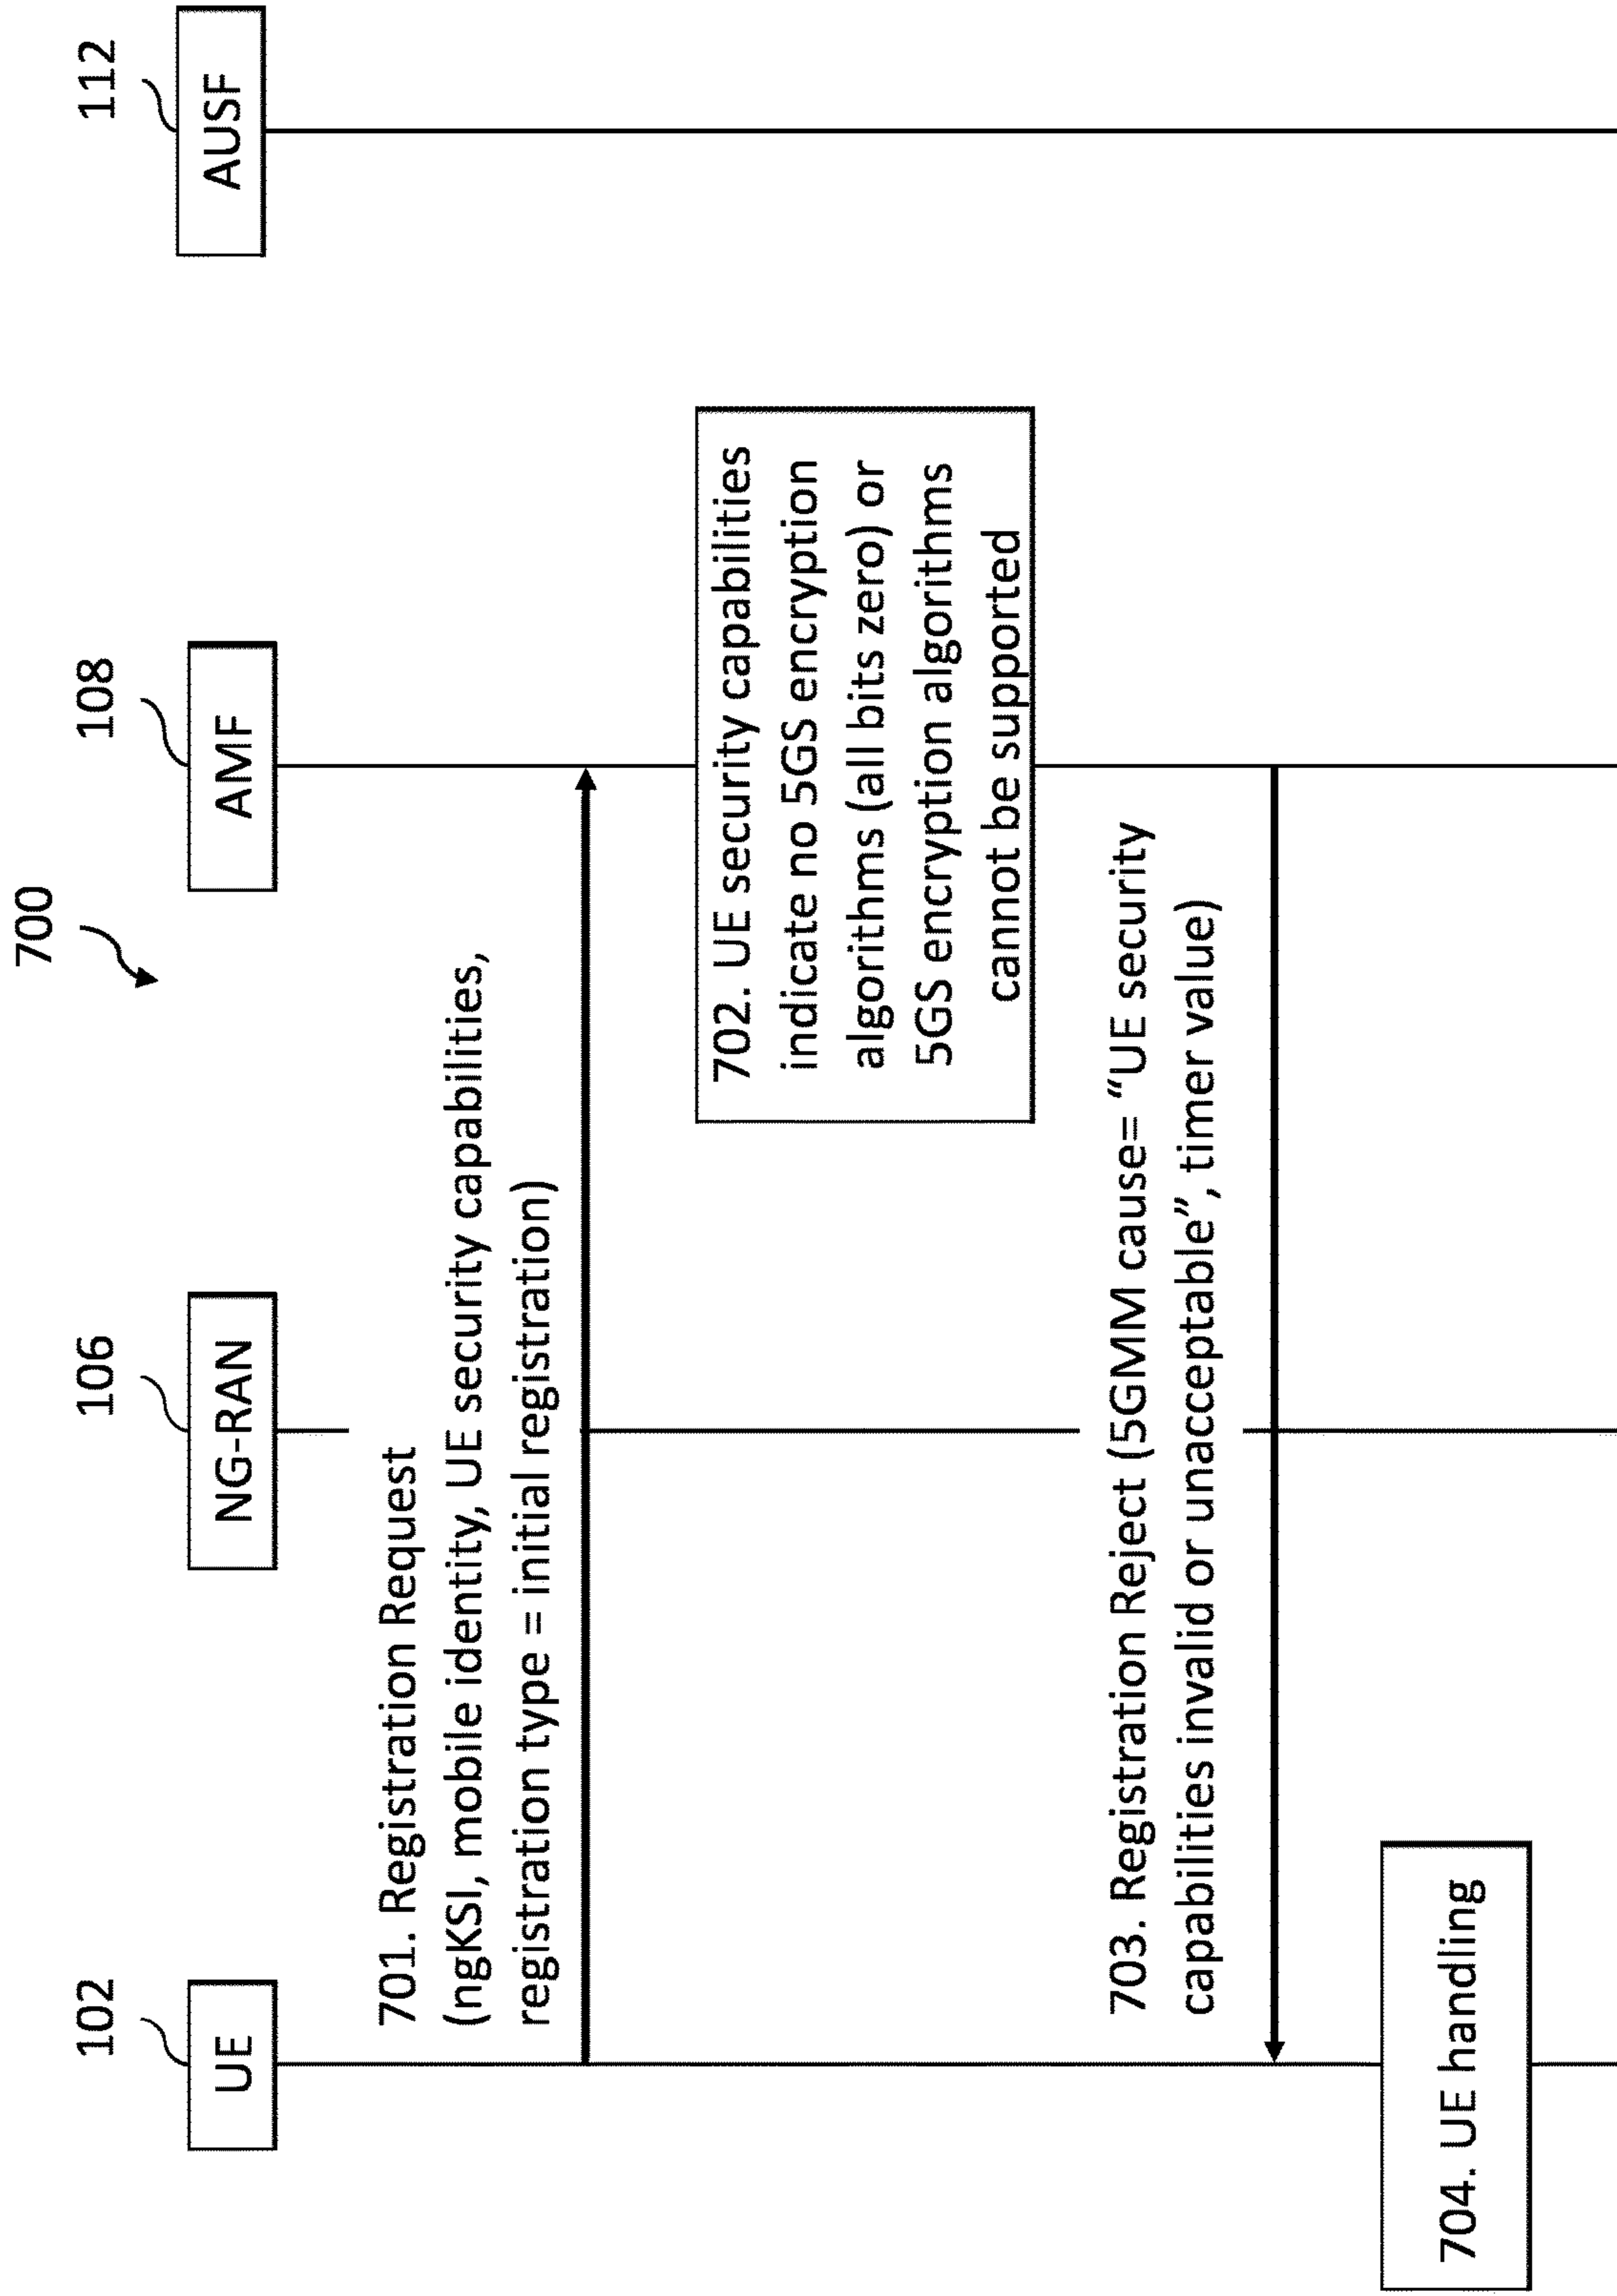 700
102
106
108
112
UE
NG-RAN
AMF
AUSF
701. Registration Request
(ngKSI, mobile identity, UE security capabilities,
registration type = initial registration)
702. UE security capabilities
indicate no 5GS encryption
algorithms (all bits zero) or
5GS encryption algorithms
cannot be supported
703. Registration Reject (5GMM cause= “UE security
capabilities invalid or unacceptable”, timer value)
704. UE handling